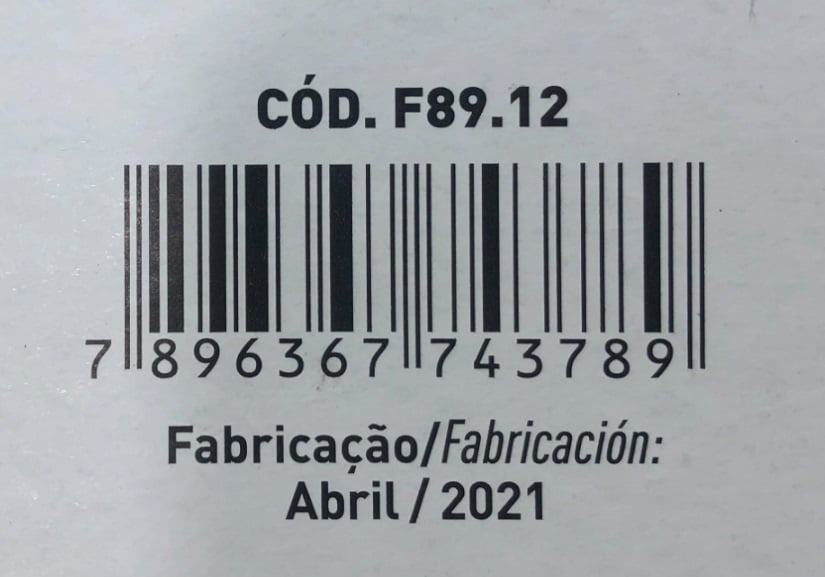 CÓD. F89.12
7 896367 743789
Fabricação/Fabricación:
Abril / 2021